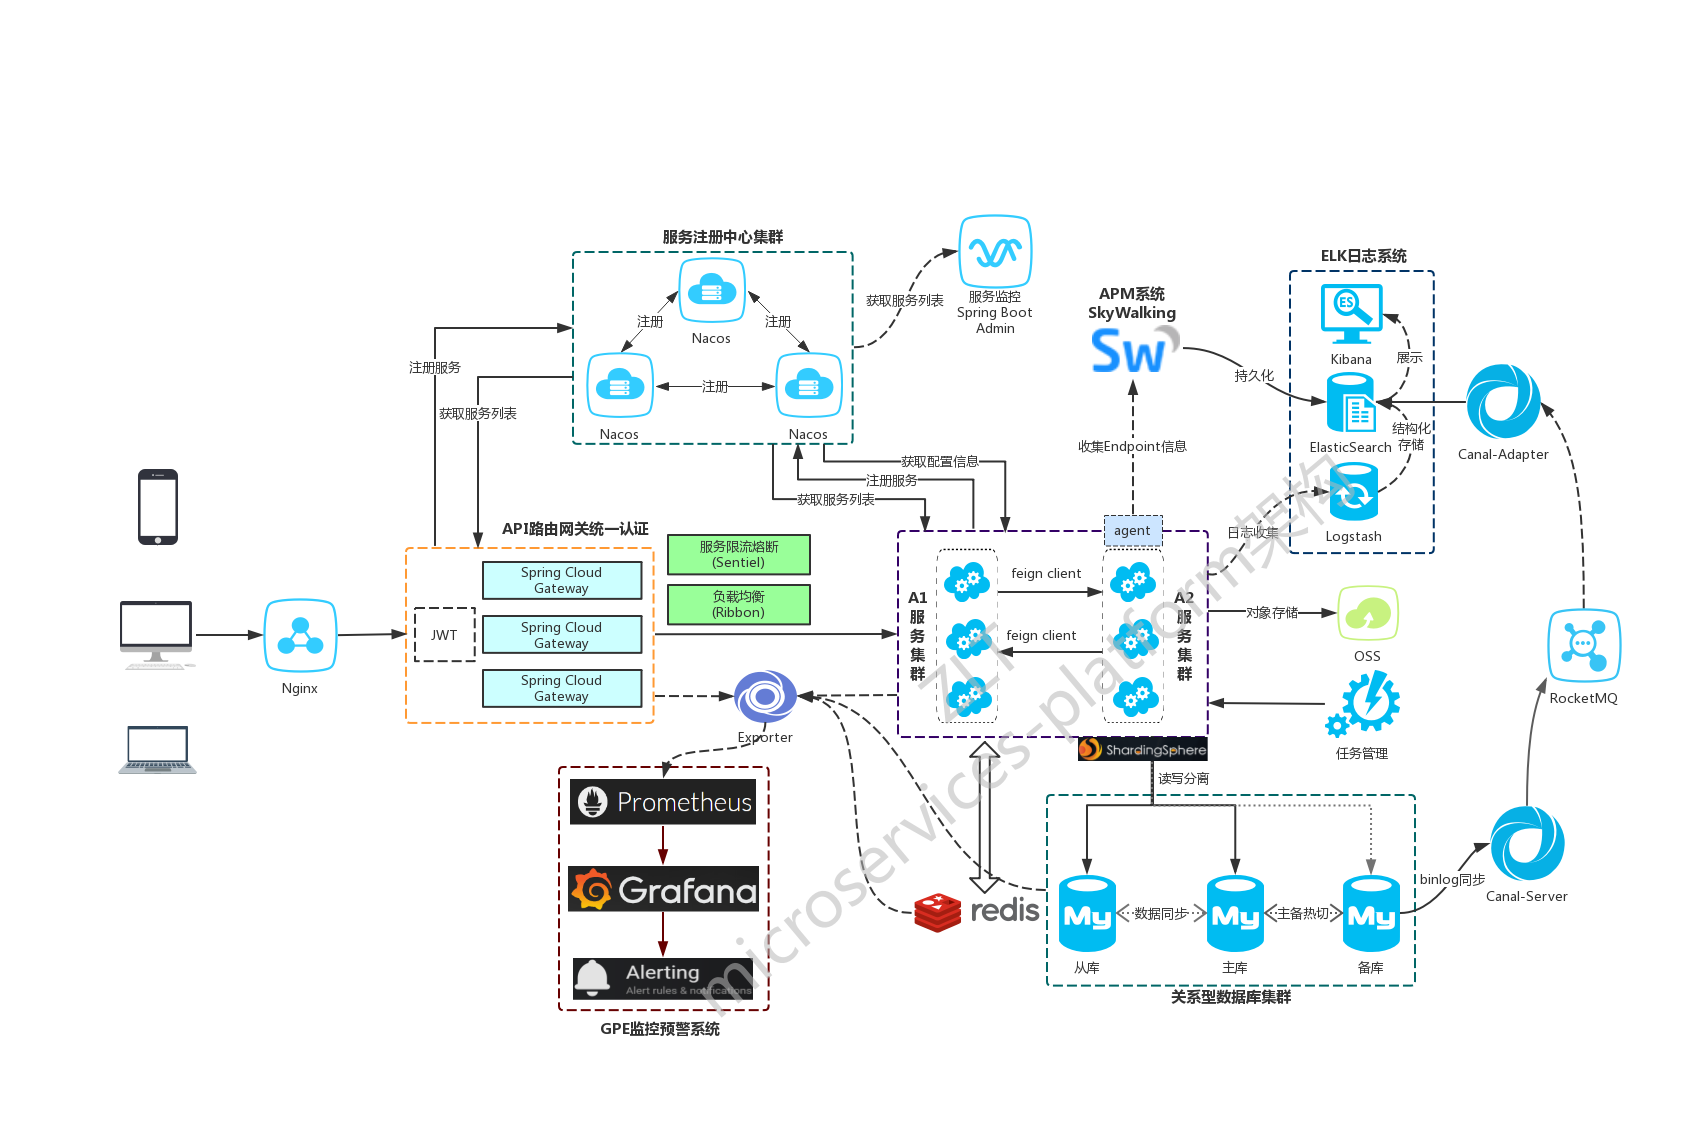 服务注册中心集群
Nacos
注册
注册
注册
Nacos
Nacos
获取服务列表
服务监控
Spring Boot
Admin
APM系统
SkyWalking
Sw
持久化
收集Endpoint信息
ELK日志系统
ES
Kibana
展示
ElasticSearch
结构化
存储
Logstash
日志收集
Canal-Adapter
注册服务
获取服务列表
获取配置信息
注册服务
获取服务列表
API路由网关统一认证
JWT
Spring Cloud
Gateway
Spring Cloud
Gateway
Spring Cloud
Gateway
服务限流熔断
(Sentiel)
负载均衡
(Ribbon)
Nginx
agent
A1
服
务
集
群
feign client
feign client
A2
服
务
集
群
对象存储
OSS
任务管理
RocketMQ
Exporter
ShardingSphere
读写分离
Prometheus
Grafana
Alerting
Alert rules & notifications
GPE监控预警系统
redis
My
My
My
数据同步
主备热切
从库
主库
备库
关系型数据库集群
binlog同步
Canal-Server
ZLT
microservices-platform架构